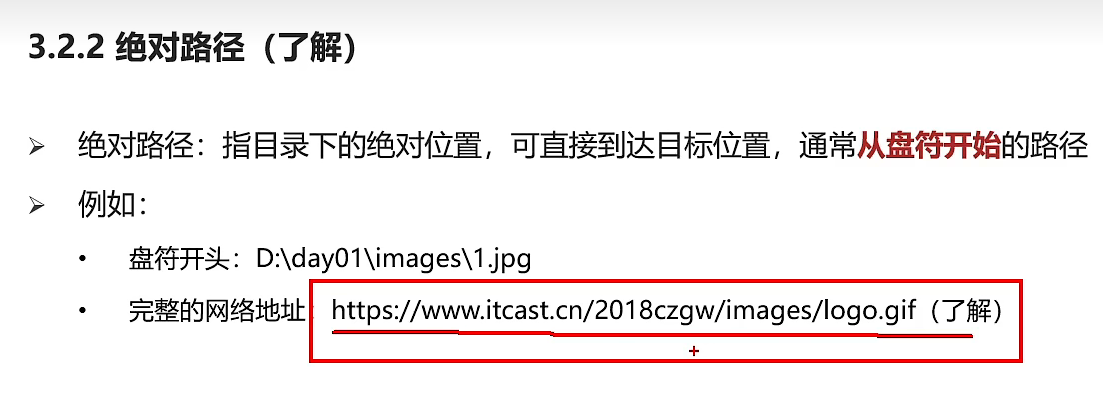 3.2.2 绝对路径（了解）
绝对路径：指目录下的绝对位置，可直接到达目标位置，通常从盘符开始的路径
例如：
盘符开头：D:\day01\images\1.jpg
完整的网络地址：https://www.itcast.cn/2018czgw/images/logo.gif（了解）